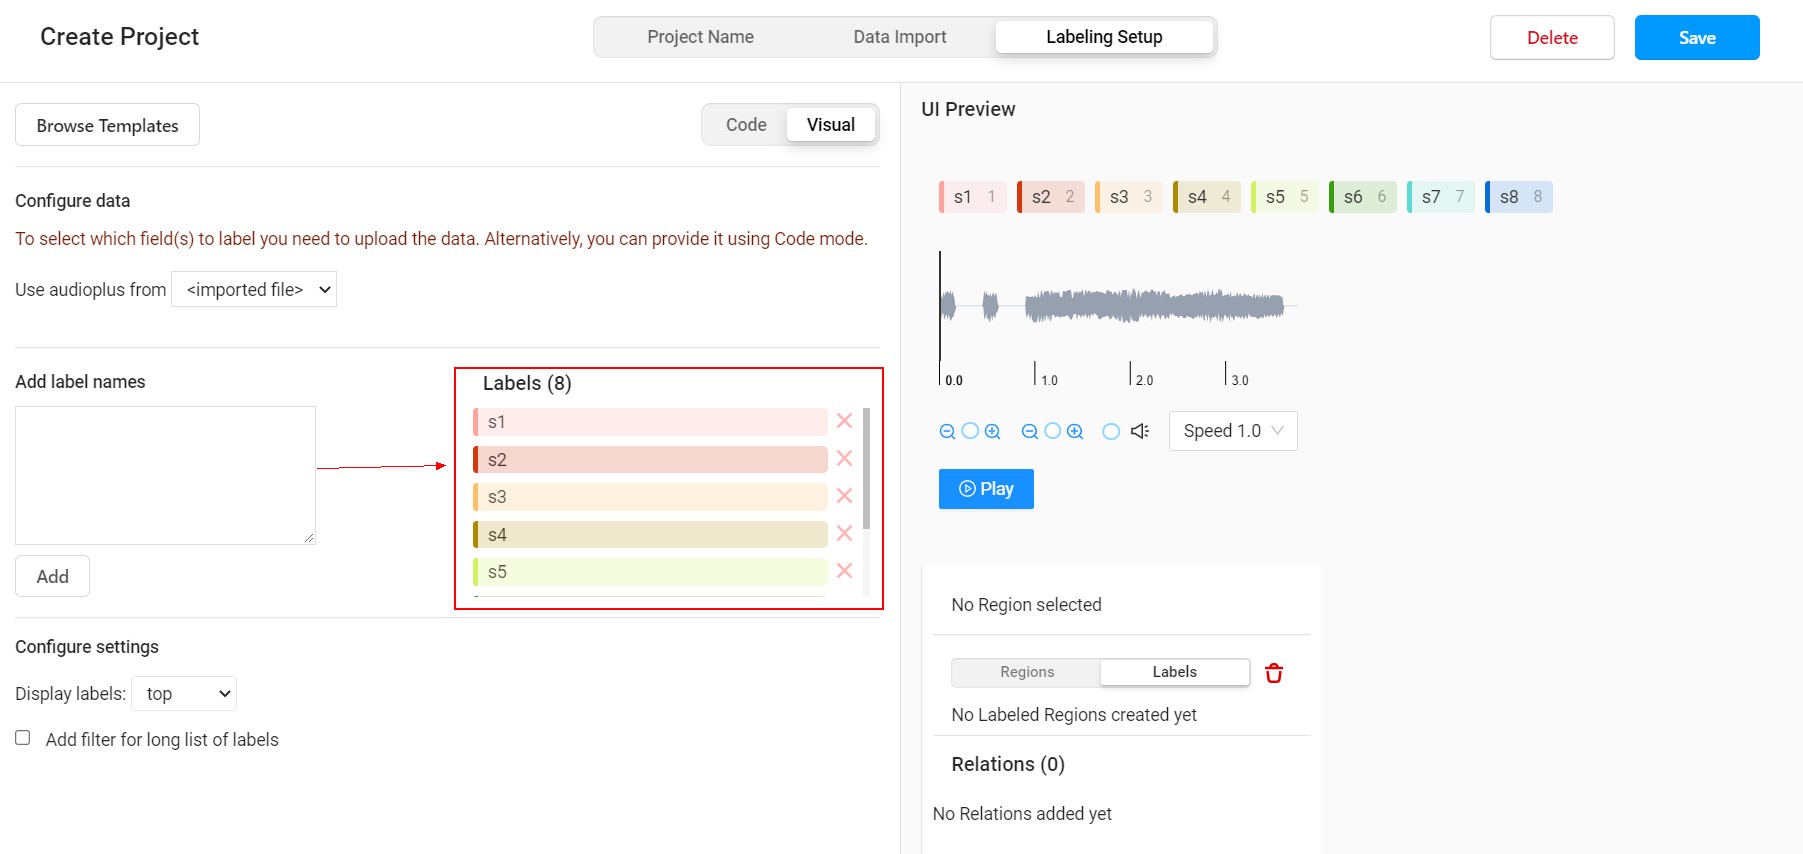 Create Project
Project Name
Data Import
Labeling Setup
Delete
Save
Browse Templates
Code
Visual
Configure data
To select which field(s) to label you need to upload the data. Alternatively, you can provide it using Code mode.
Use audioplus from <imported file>
Add label names
Add
Labels (8)
s1
s2
s3
s4
s5
Configure settings
Display labels: top
Add filter for long list of labels
UI Preview
s1 1 s2 2 s3 3 s4 4 s5 5 s6 6 s7 7 s8 8
0.0 1.0 2.0 3.0
Speed 1.0
Play
No Region selected
Regions
Labels
No Labeled Regions created yet
Relations (0)
No Relations added yet